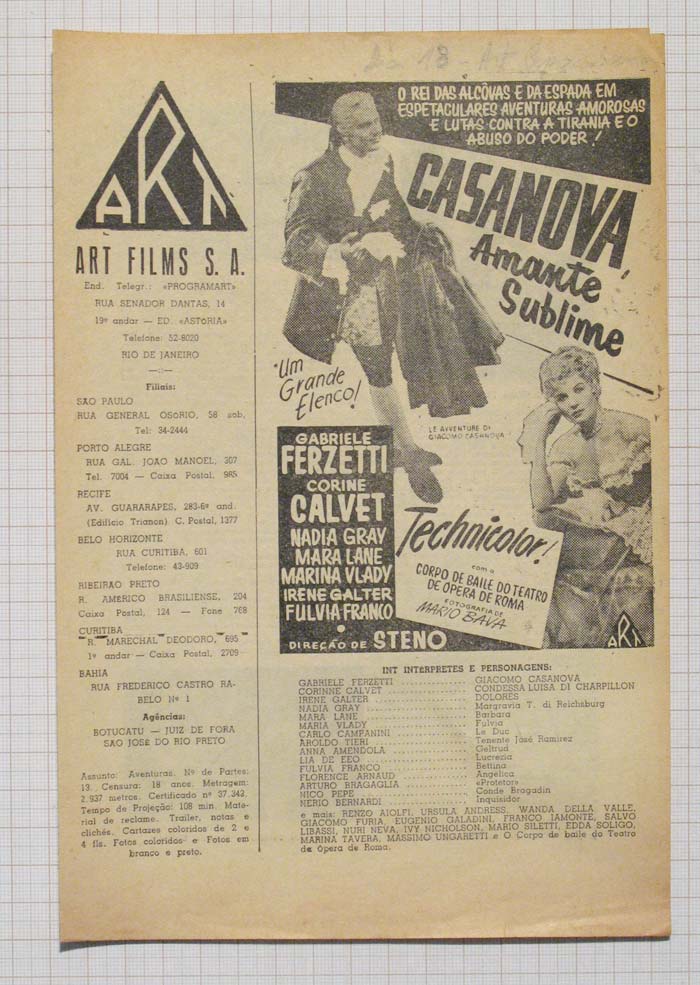 ART
ART FILMS S. A.
End. Telegr.: «PROGRAMART»
RUA SENADOR DANTAS, 14
19º andar — ED. «ASTÓRIA»
Telefone: 52-8020
RIO DE JANEIRO
Filiais:
SÃO PAULO
RUA GENERAL OSÓRIO, 58 sob.
Tel: 34-2444
PORTO ALEGRE
RUA GAL. JOÃO MANOEL, 307
Tel. 7004 — Caixa Postal, 985
RECIFE
AV. GUARARAPES, 283-6º and.
(Edifício Trianon) C. Postal, 1377
BELO HORIZONTE
RUA CURITIBA, 601
Telefone: 43-909
RIBEIRÃO PRETO
R. AMÉRICO BRASILIENSE, 204
Caixa Postal, 124 — Fone 768
CURITIBA
R. MARECHAL DEODORO, 695
1º andar — Caixa Postal, 2709
BAHIA
RUA FREDERICO CASTRO RA-
BELO Nº 1
Agências:
BOTUCATU — JUIZ DE FORA
SÃO JOSÉ DO RIO PRETO
Assunto: Aventuras. Nº de Partes:
13. Censura: 18 anos. Metragem:
2.937 metros. Certificado nº 37.343.
Tempo de Projeção: 108 min. Mate-
rial de reclame. Trailer, notas e
clichés. Cartazes coloridos de 2 e
4 fls. Fotos coloridos e Fotos em
branco e preto.
O REI DAS ALCÔVAS E DA ESPADA EM
ESPETACULARES AVENTURAS AMOROSAS
E LUTAS CONTRA A TIRANIA E O
ABUSO DO PODER!
CASANOVA,
Amante
Sublime
Um
Grande
Elenco!
LE AVVENTURE DI
GIACOMO CASANOVA
GABRIELE
FERZETTI
CORINE
CALVET
NADIA GRAY
MARA LANE
MARINA VLADY
IRENE GALTER
FULVIA FRANCO
DIREÇÃO DE STENO
Technicolor!
com o
CORPO DE BAILE DO TEATRO
DE ÓPERA DE ROMA
FOTOGRAFIA DE
MARIO BAVA
ART
INT INTERPRETES E PERSONAGENS:
GABRIELE FERZETTI .............. GIACOMO CASANOVA
CORINNE CALVET .............. CONDESSA LUISA DI CHARPILLON
IRENE GALTER .............. DOLORES
NADIA GRAY .............. Margravia T. di Reichsburg
MARA LANE .............. Barbara
MARIA VLADY .............. Fulvia
CARLO CAMPANINI .............. Le Duc
AROLDO TIERI .............. Tenente José Ramirez
ANNA AMENDOLA .............. Geltrud
LIA DE EEO .............. Lucrezia
FULVIA FRANCO .............. Bettina
FLORENCE ARNAUD .............. Angelica
ARTURO BRAGAGLIA .............. «Protetor»
NICO PEPE .............. Conde Brogadin
NERIO BERNARDI .............. Inquisidor
e mais: RENZO AIOLFI, URSULA ANDRESS, WANDA DELLA VALLE,
GIACOMO FURIA, EUGENIO GALADINI, FRANCO IAMONTE, SALVO
LIBASSI, NURI NEVA, IVY NICHOLSON, MARIO SILETTI, EDDA SOLIGO,
MARINA TAVERA, MASSIMO UNGARETTI e O Corpo de baile do Teatro
da Ópera de Roma.